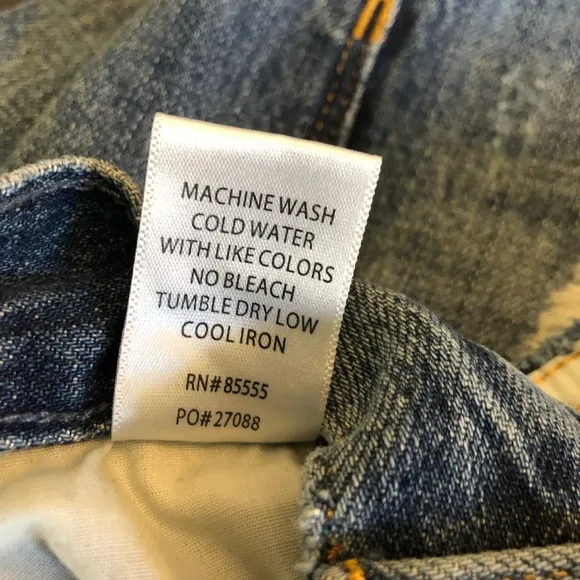 MACHINE WASH
COLD WATER
WITH LIKE COLORS
NO BLEACH
TUMBLE DRY LOW
COOL IRON
RN# 85555
PO# 27088